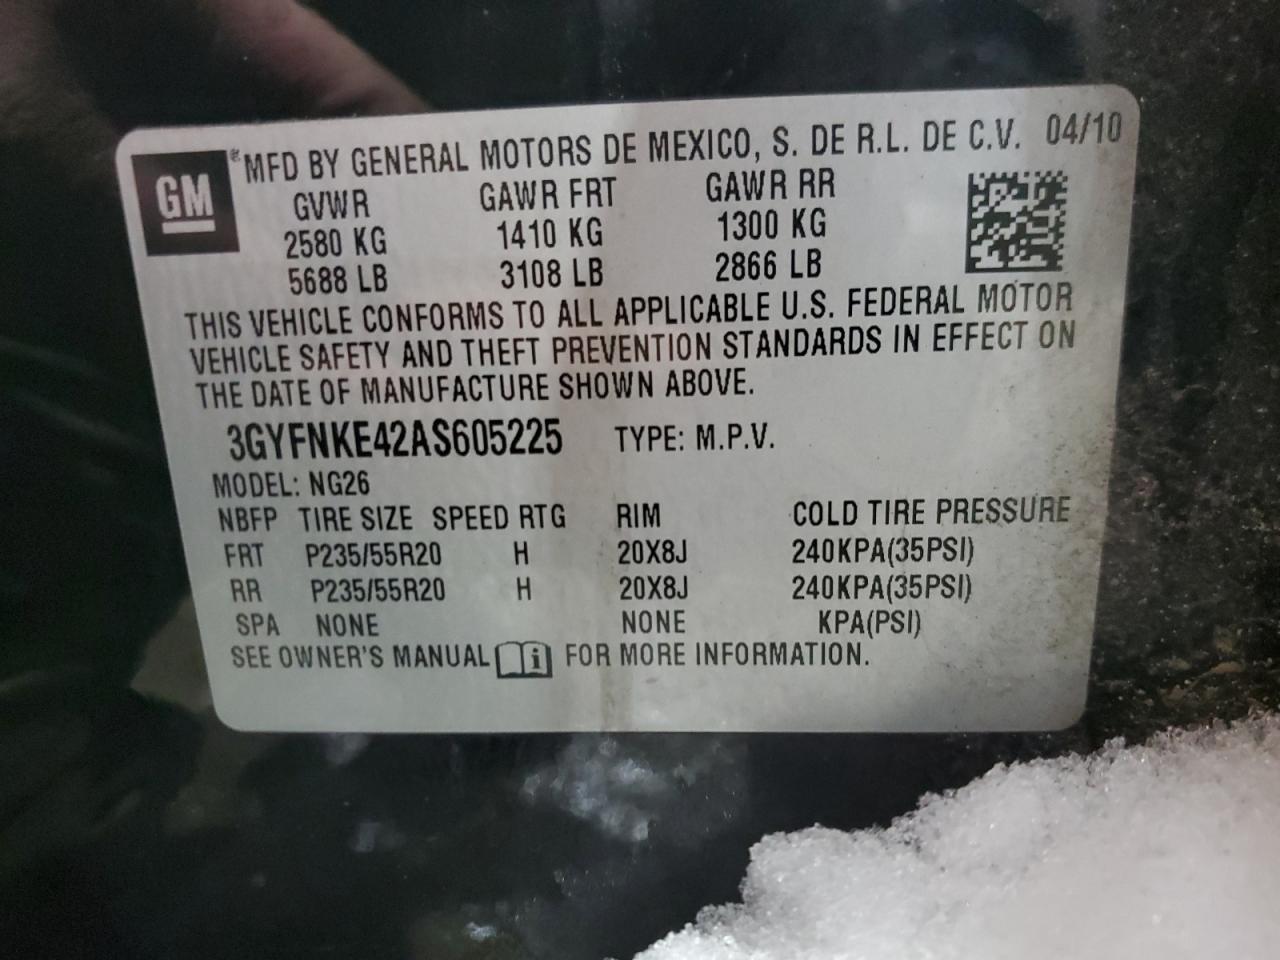 GM
® MFD BY GENERAL MOTORS DE MEXICO, S. DE R.L. DE C.V. 04/10
GVWR GAWR FRT GAWR RR
2580 KG 1410 KG 1300 KG
5688 LB 3108 LB 2866 LB
THIS VEHICLE CONFORMS TO ALL APPLICABLE U.S. FEDERAL MOTOR
VEHICLE SAFETY AND THEFT PREVENTION STANDARDS IN EFFECT ON
THE DATE OF MANUFACTURE SHOWN ABOVE.
3GYFNKE42AS605225 TYPE: M.P.V.
MODEL: NG26
NBFP TIRE SIZE SPEED RTG RIM COLD TIRE PRESSURE
FRT P235/55R20 H 20X8J 240KPA(35PSI)
RR P235/55R20 H 20X8J 240KPA(35PSI)
SPA NONE NONE KPA(PSI)
SEE OWNER'S MANUAL i FOR MORE INFORMATION.